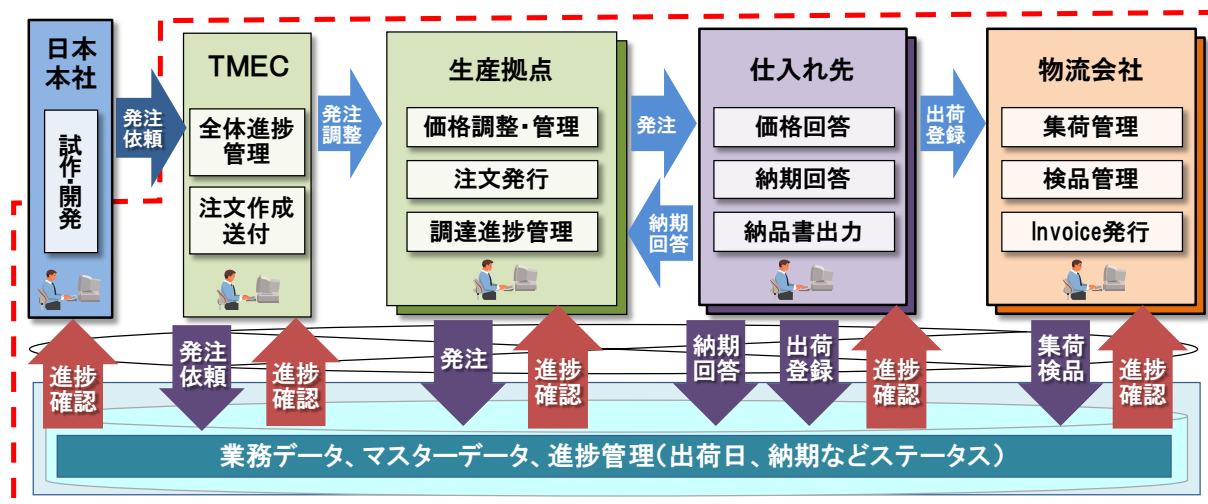 日本
本社
試作・開発
発注
依頼
TMEC
全体進捗
管理
注文作成
送付
発注
調整
生産拠点
価格調整・管理
注文発行
調達進捗管理
発注
納期
回答
仕入れ先
価格回答
納期回答
納品書出力
出荷
登録
物流会社
集荷管理
検品管理
Invoice発行
進捗
確認
発注
依頼
進捗
確認
発注
進捗
確認
納期
回答
出荷
登録
進捗
確認
集荷
検品
進捗
確認
業務データ、マスターデータ、進捗管理（出荷日、納期などステータス）